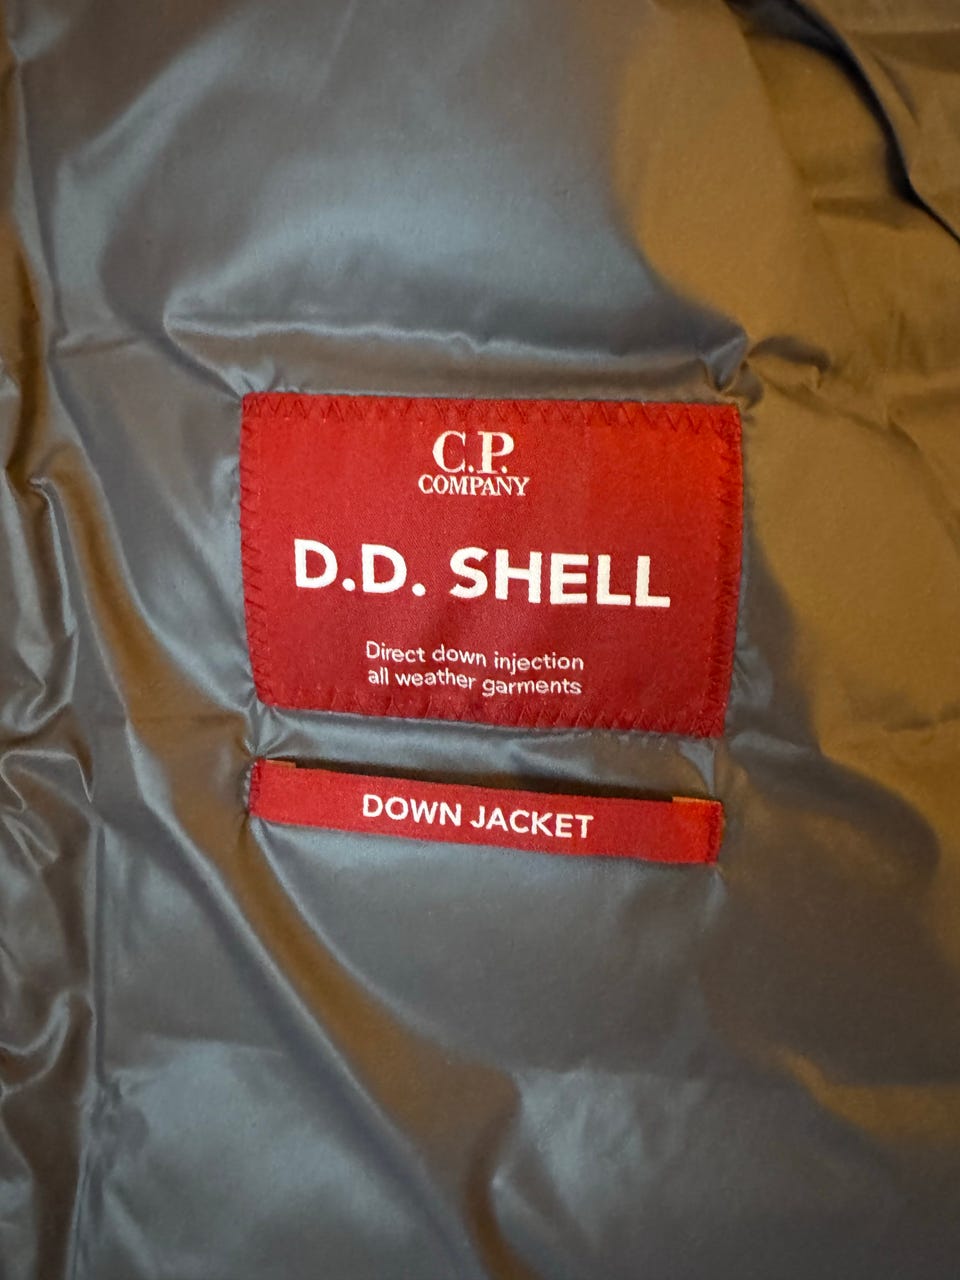 C.P.
COMPANY
D.D. SHELL
Direct down injection
all weather garments
DOWN JACKET